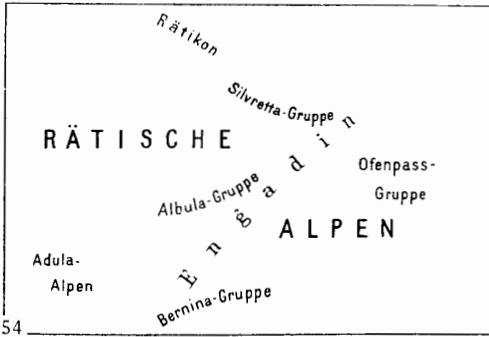 Rätikon
Silvretta-Gruppe
RÄTISCHE
Engadin
Ofenpass-
Gruppe
Albula-Gruppe
ALPEN
Adula-
Alpen
Bernina-Gruppe
54